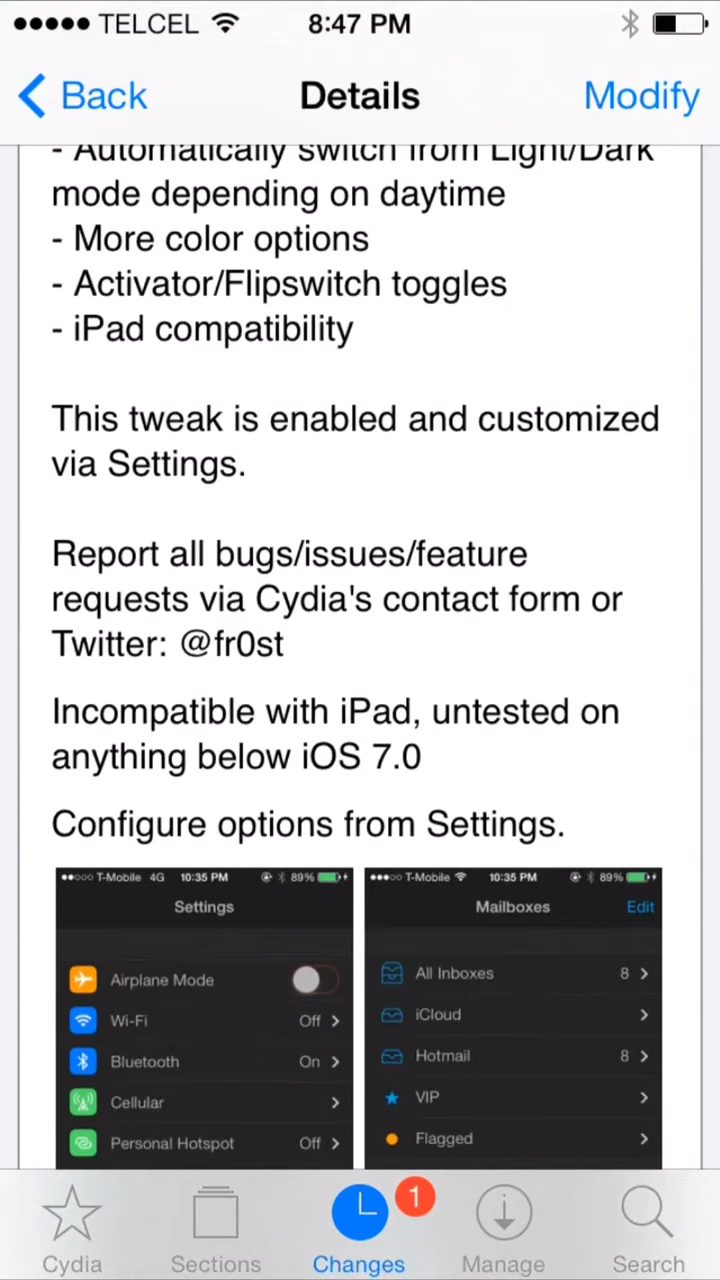 TELCEL 8:47 PM
Back Details Modify
- Automatically switch from Light/Dark
mode depending on daytime
- More color options
- Activator/Flipswitch toggles
- iPad compatibility
This tweak is enabled and customized
via Settings.
Report all bugs/issues/feature
requests via Cydia's contact form or
Twitter: @fr0st
Incompatible with iPad, untested on
anything below iOS 7.0
Configure options from Settings.
T-Mobile 4G 10:35 PM 89%
Settings
Airplane Mode
Wi-Fi Off
Bluetooth On
Cellular
Personal Hotspot Off
T-Mobile 10:35 PM 89%
Mailboxes Edit
All Inboxes 8
iCloud
Hotmail 8
VIP
Flagged
1
Cydia Sections Changes Manage Search